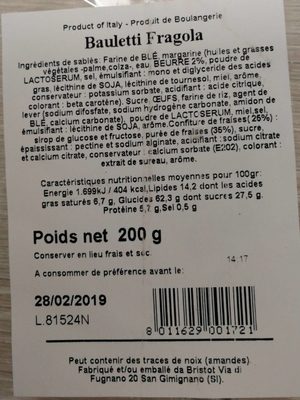 Product of Italy - Produit de Boulangerie
Bauletti Fragola
Ingrédients de sablés: Farine de BLÉ, margarine (huiles et grasses
végétales -palme,colza-, eau, BEURRE 2%, poudre de
LACTOSERUM, sel, émulsifiant : mono et diglycéride des acides
gras, lécithine de SOJA, lécithine de tournesol, miel, arôme,
conservateur : potassium sorbate, acidifiant : acide citrique,
colorant : beta carotène). Sucre, ŒUFS, farine de riz, agent de
lever (sodium difosfate, sodium hydrogène carbonate, amidon de
BLÉ, calcium carbonate), poudre de LACTSERUM, miel,sel,
émulsifiant : lécithine de SOJA, arôme.Confiture de fraises(25%) :
sirop de glucose et fructose, purée de fraises (35%), sucre,
épaississant : pectine et sodium alginate, acidifiant :sodium citrate
et calcium citrate, conservateur : calcium sorbate (E202), colorant :
extrait de sureau, arôme.
Caractéristiques nutritionnelles moyennes pour 100gr:
Energie 1.699kJ / 404 kcal,Lipides 14,2 dont les acides
gras saturés 6,7 g, Glucides 62,3 g dont sucres 27,5 g,
Protéine 5,7 g,Sel 0,5 g
Poids net 200 g
Conserver en lieu frais et sec.
14:17
A consommer de préférence avant le:
28/02/2019
L.81524N
8 011629 001721
Peut contenir des traces de noix (amandes).
Fabriqué et/ou emballé da Bristot Via di
Fugnano 20 San Gimignano (SI).